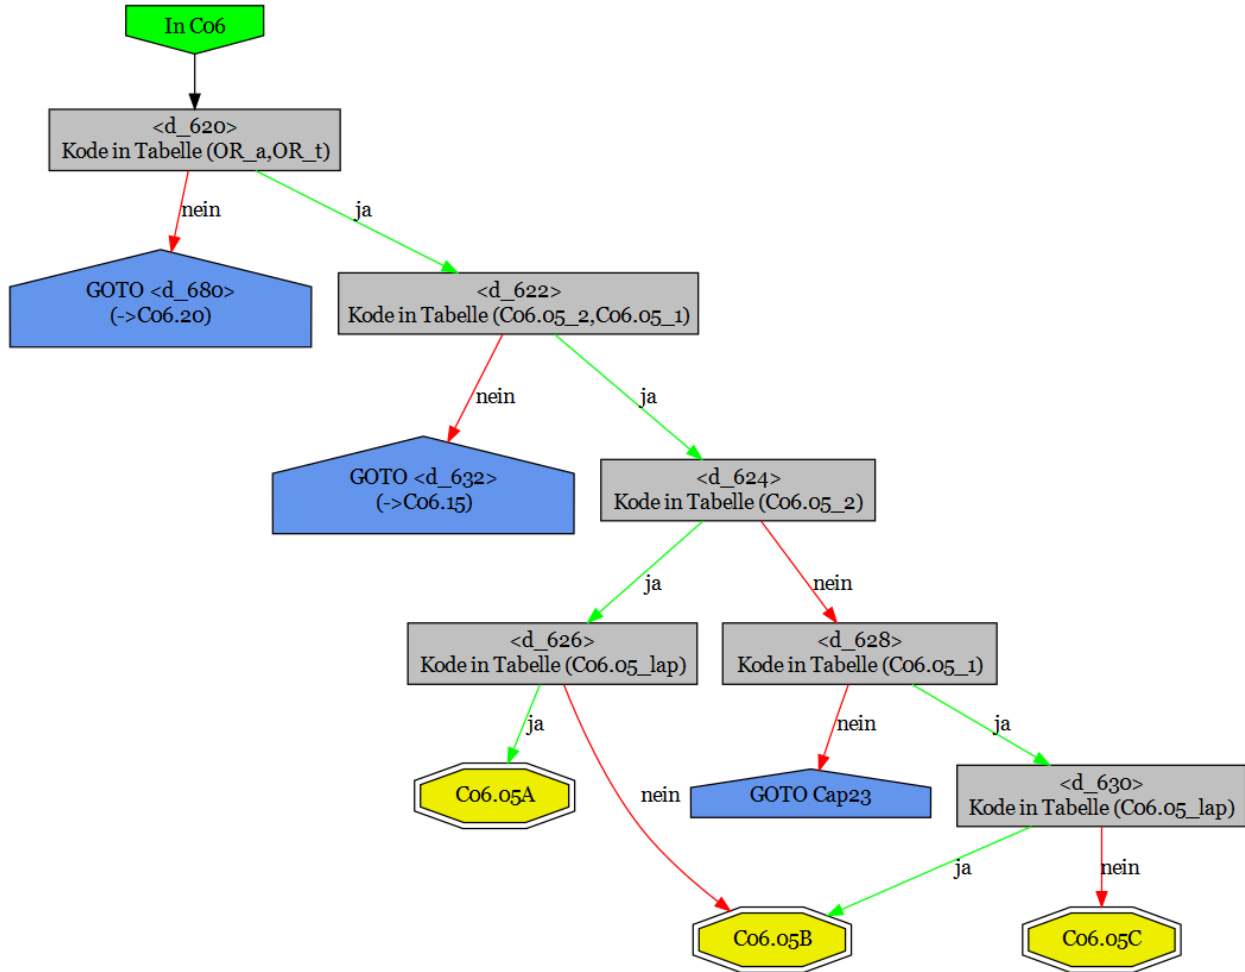 In C06
<d_620>
Kode in Tabelle (OR_a,OR_t)
nein
ja
GOTO <d_680>
(->C06.20)
<d_622>
Kode in Tabelle (C06.05_2,C06.05_1)
nein
ja
GOTO <d_632>
(->C06.15)
<d_624>
Kode in Tabelle (C06.05_2)
ja
nein
<d_626>
Kode in Tabelle (C06.05_lap)
<d_628>
Kode in Tabelle (C06.05_1)
ja
nein
nein
ja
C06.05A
GOTO Cap23
<d_630>
Kode in Tabelle (C06.05_lap)
ja
nein
C06.05B
C06.05C